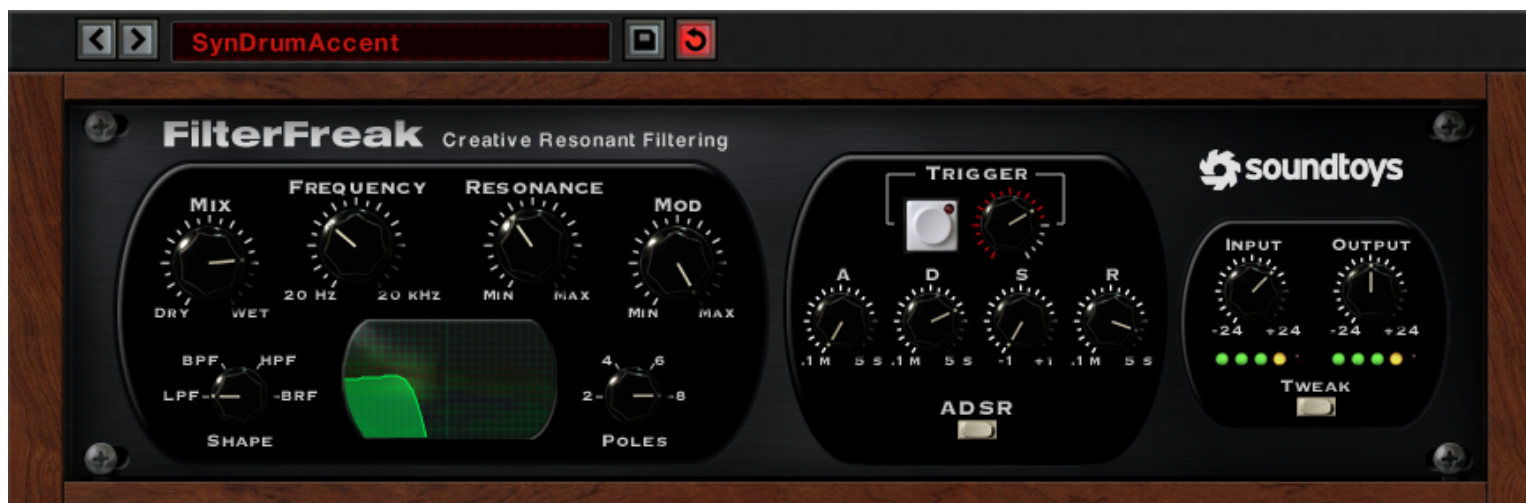 SynDrumAccent
FilterFreak Creative Resonant Filtering
MIX
FREQUENCY
RESONANCE
MOD
DRY WET
20 HZ 20 KHZ
MIN MAX
MIN MAX
BPF HPF
LPF BRF
SHAPE
4 6
2 8
POLES
TRIGGER
A D S R
.1 M 5 S .1 M 5 S -1 +1 .1 M 5 S
ADSR
soundtoys
INPUT OUTPUT
-24 +24 -24 +24
TWEAK